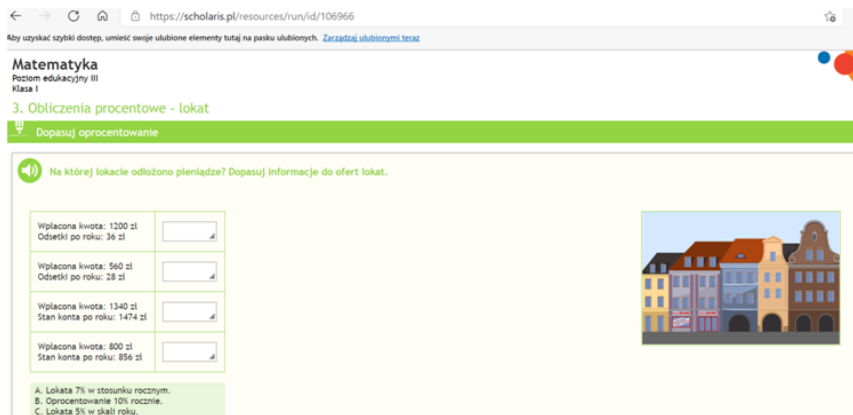 https://scholaris.pl/resources/run/id/106966
Aby uzyskać szybki dostęp, umieść swoje ulubione elementy tutaj na pasku ulubionych. Zarządzaj ulubionymi teraz
Matematyka
Poziom edukacyjny III
Klasa I
3. Obliczenia procentowe - lokat
Dopasuj oprocentowanie
Na której lokacie odłożono pieniądze? Dopasuj informacje do ofert lokat.
Wpłacona kwota: 1200 zł
Odsetki po roku: 36 zł
Wpłacona kwota: 560 zł
Odsetki po roku: 28 zł
Wpłacona kwota: 1340 zł
Stan konta po roku: 1474 zł
Wpłacona kwota: 800 zł
Stan konta po roku: 856 zł
A. Lokata 7% w stosunku rocznym.
B. Oprocentowanie 10% rocznie.
C. Lokata 5% w skali roku.